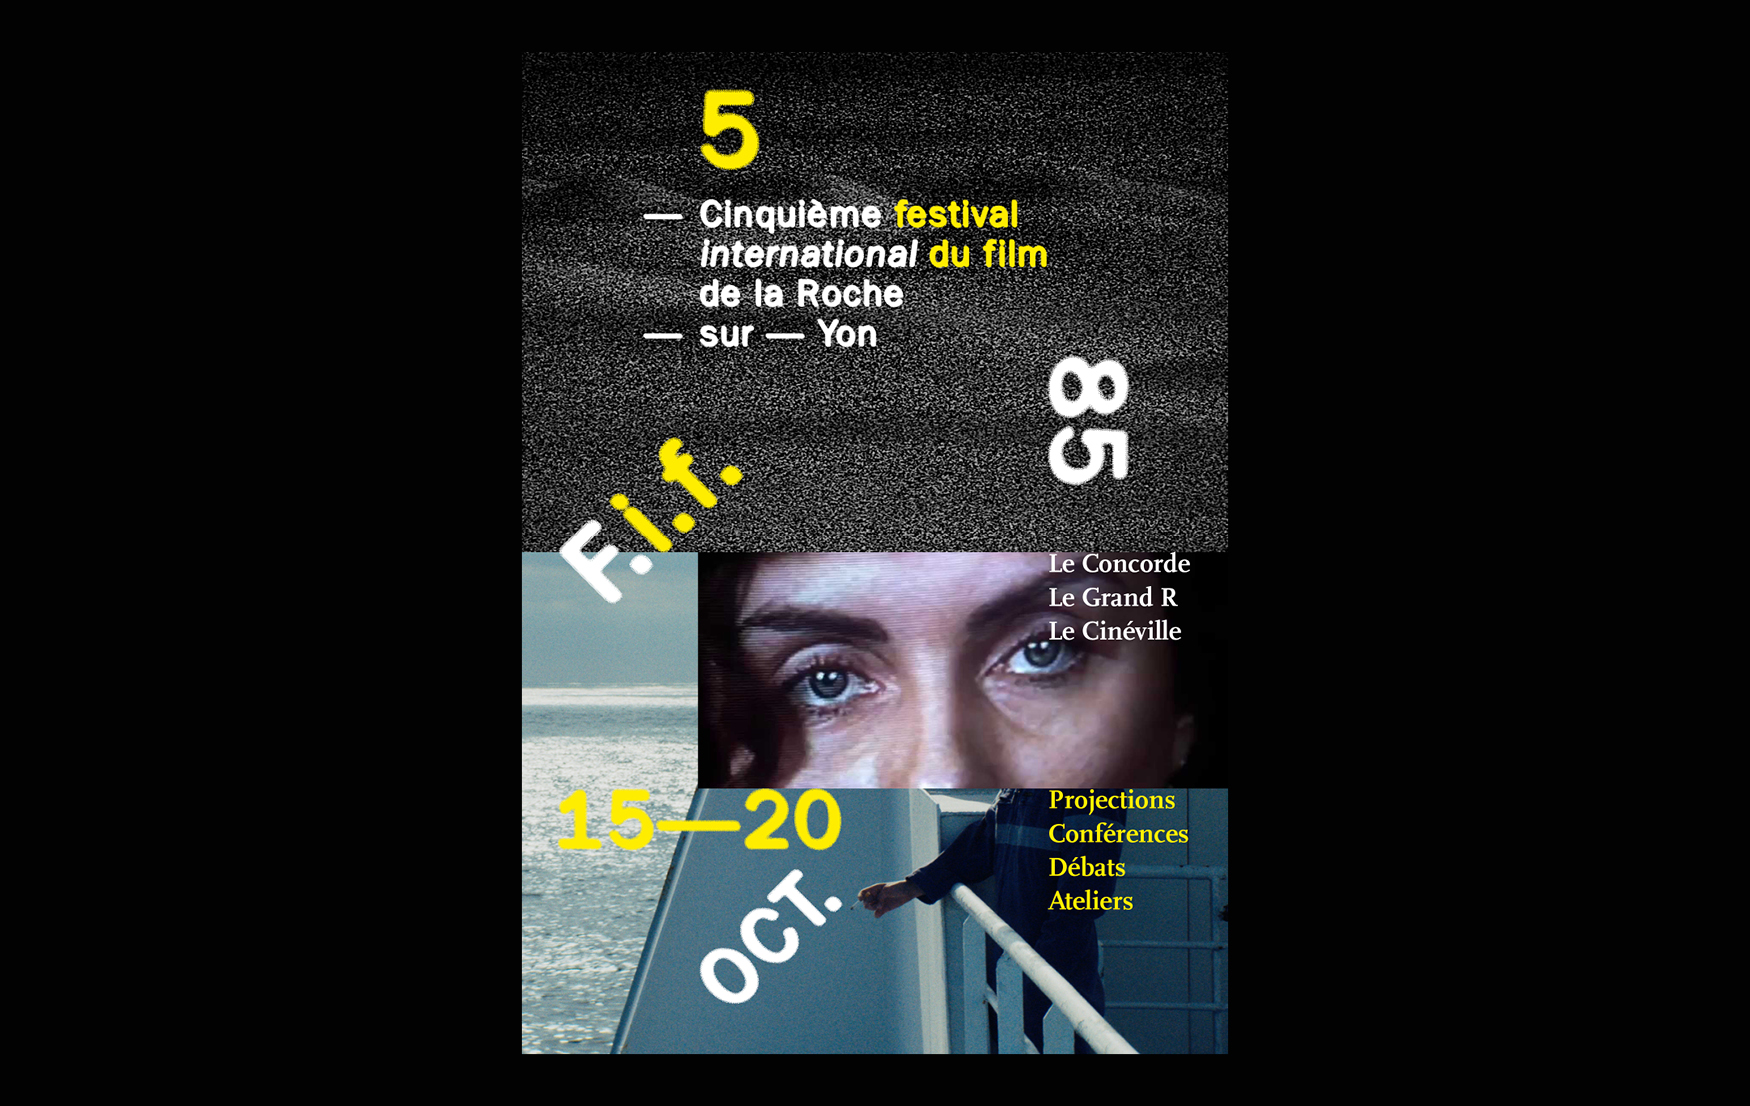 5
— Cinquième festival
international du film
de la Roche
— sur — Yon
85
F.i.f.
Le Concorde
Le Grand R
Le Cinéville
15—20
OCT.
Projections
Conférences
Débats
Ateliers